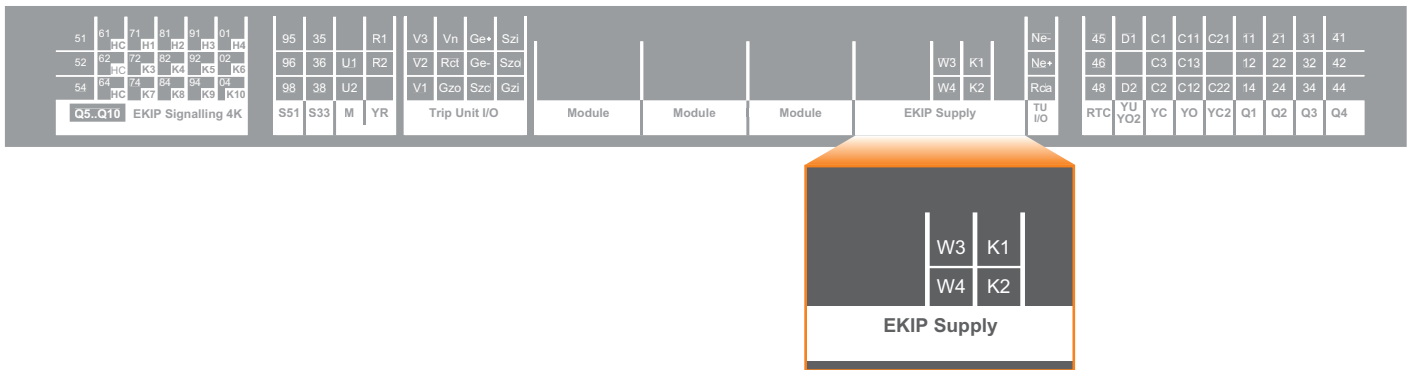 51 61 HC 71 H1 81 H2 91 H3 01 H4 95 35 R1 V3 Vn Ge+ Szi Ne- 45 D1 C1 C11 C21 11 21 31 41
52 62 HC 72 K3 82 K4 92 K5 02 K6 96 36 U1 R2 V2 Rct Ge- Szo W3 K1 Ne+ 46 C3 C13 12 22 32 42
54 64 HC 74 K7 84 K8 94 K9 04 K10 98 38 U2 V1 Gzo Szc Gzi W4 K2 Rca 48 D2 C2 C12 C22 14 24 34 44
Q5..Q10 EKIP Signalling 4K S51 S33 M YR Trip Unit I/O Module Module Module EKIP Supply TU I/O RTC YU YO2 YC YO YC2 Q1 Q2 Q3 Q4
W3 K1
W4 K2
EKIP Supply